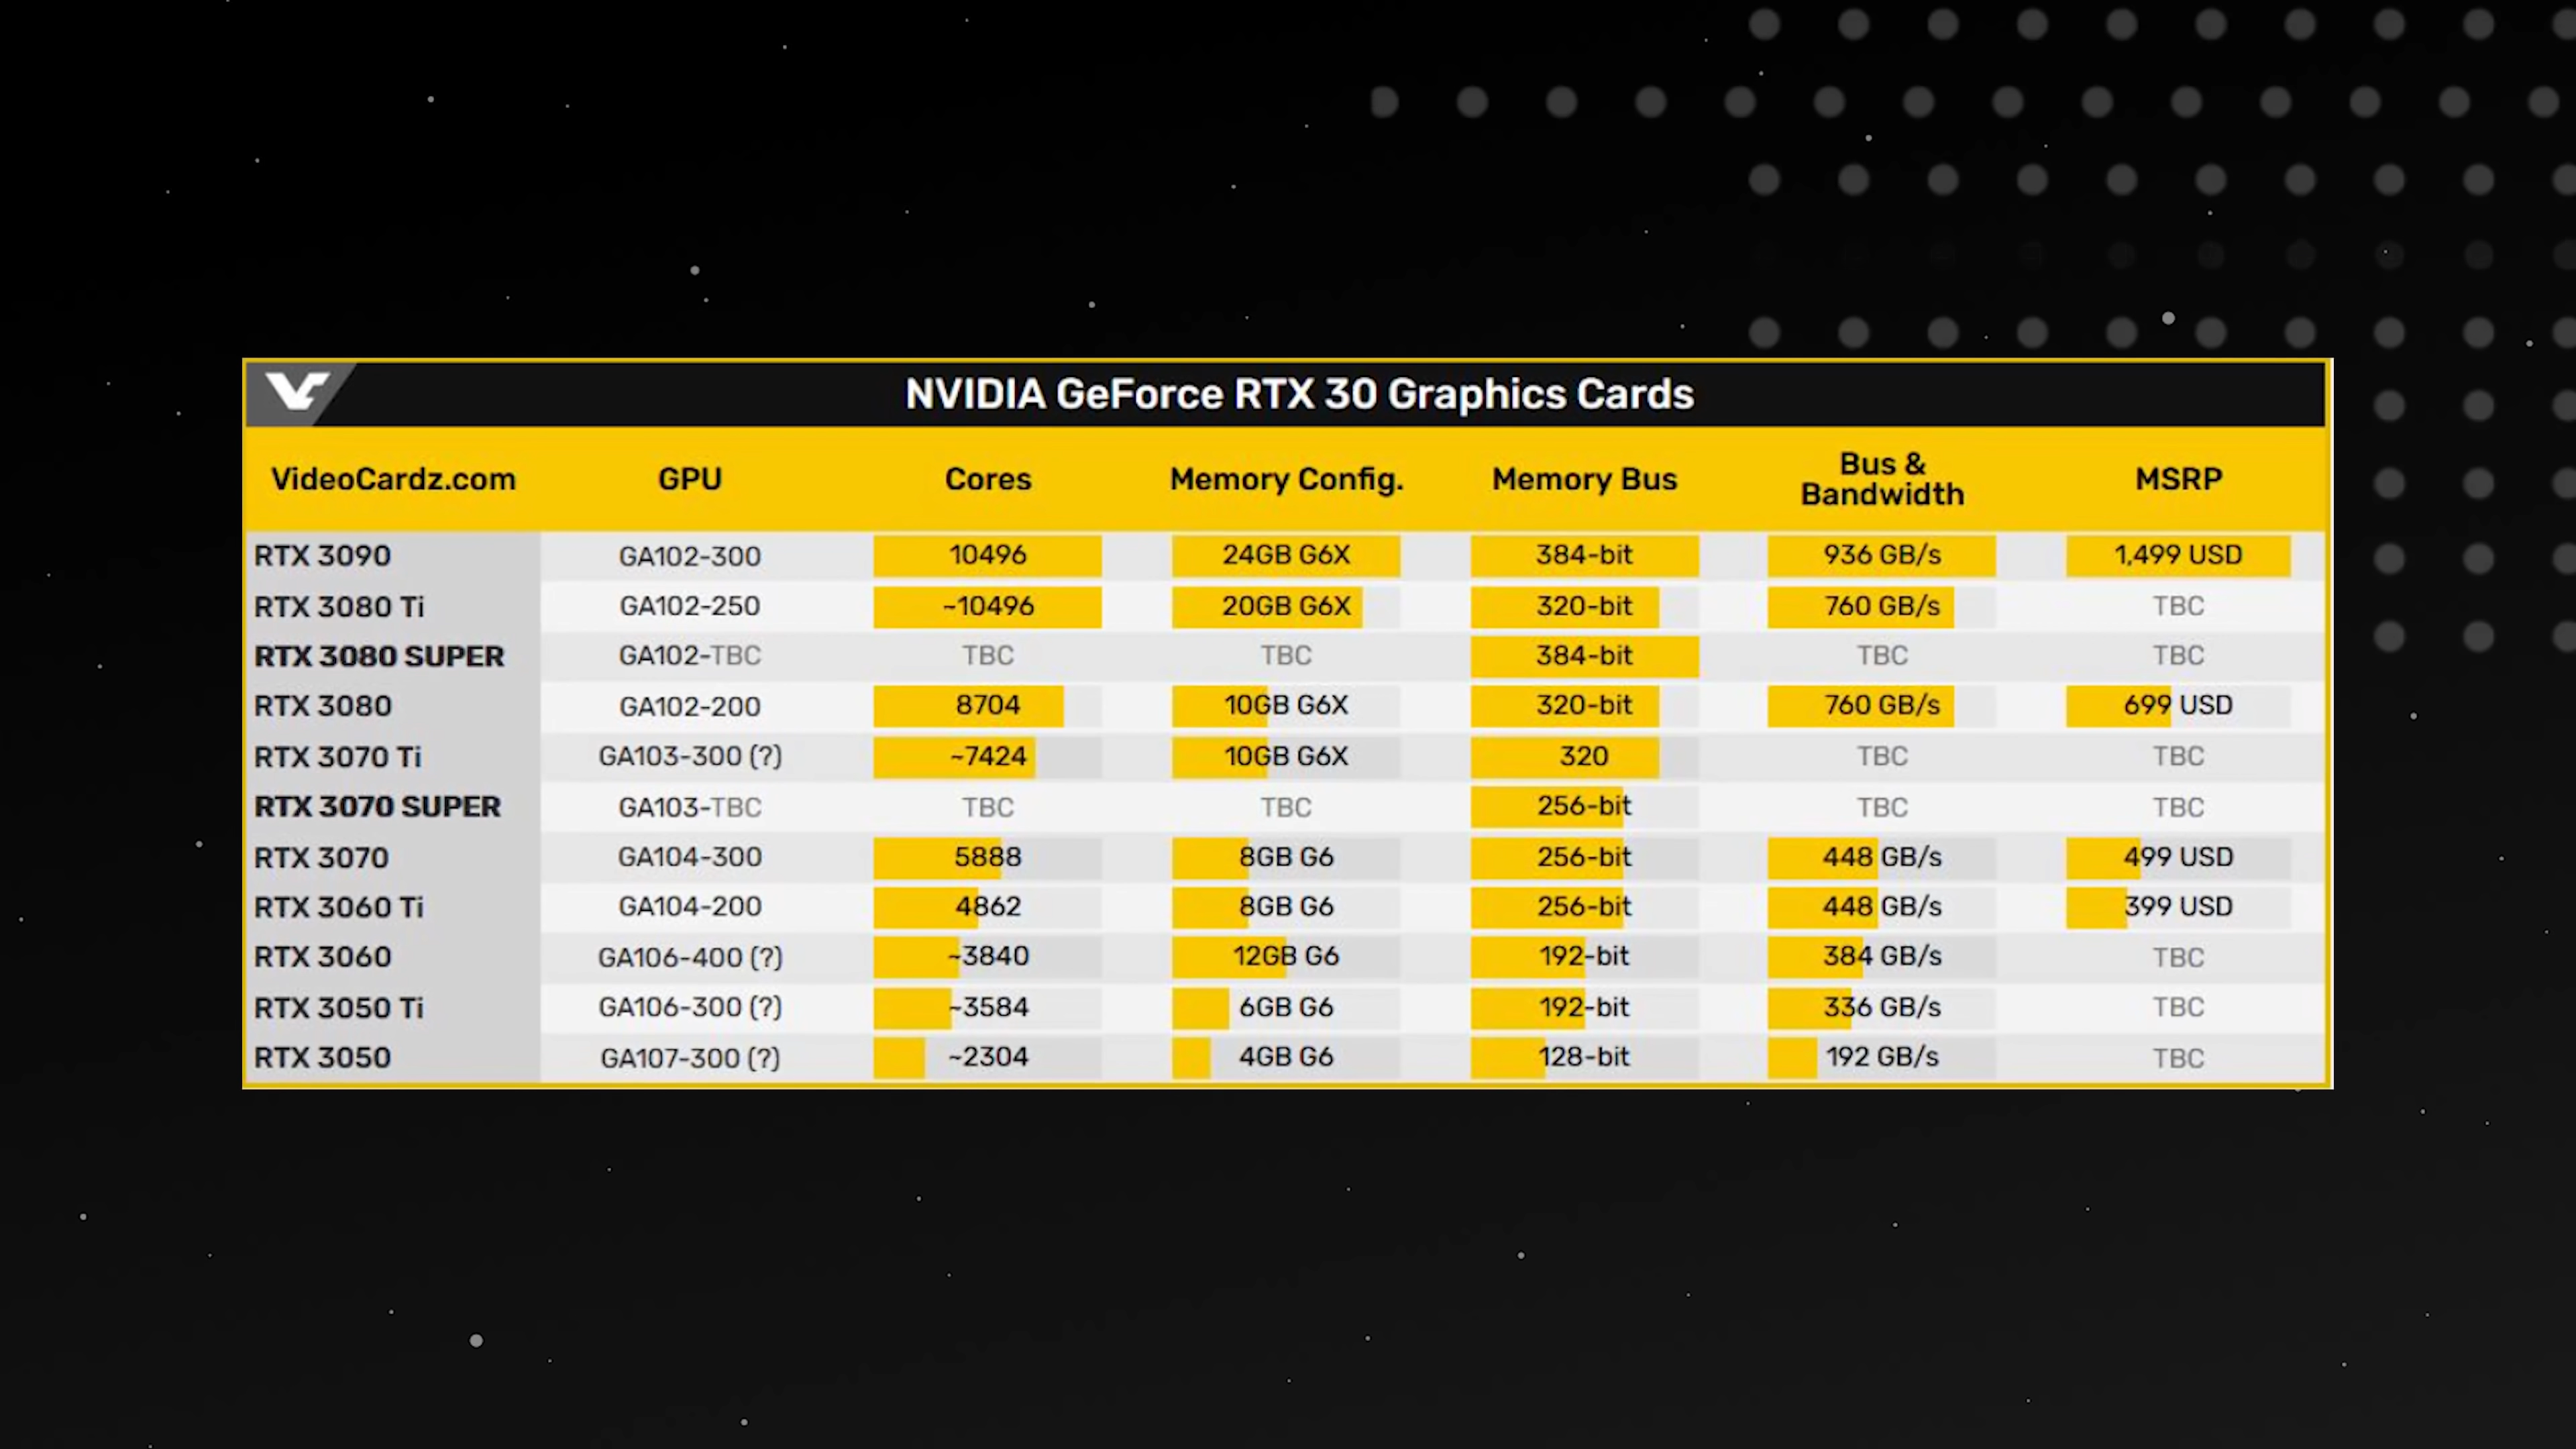 NVIDIA GeForce RTX 30 Graphics Cards
VideoCardz.com GPU Cores Memory Config. Memory Bus Bus & Bandwidth MSRP
RTX 3090 GA102-300 10496 24GB G6X 384-bit 936 GB/s 1,499 USD
RTX 3080 Ti GA102-250 ~10496 20GB G6X 320-bit 760 GB/s TBC
RTX 3080 SUPER GA102-TBC TBC TBC 384-bit TBC TBC
RTX 3080 GA102-200 8704 10GB G6X 320-bit 760 GB/s 699 USD
RTX 3070 Ti GA103-300 (?) ~7424 10GB G6X 320 TBC TBC
RTX 3070 SUPER GA103-TBC TBC TBC 256-bit TBC TBC
RTX 3070 GA104-300 5888 8GB G6 256-bit 448 GB/s 499 USD
RTX 3060 Ti GA104-200 4862 8GB G6 256-bit 448 GB/s 399 USD
RTX 3060 GA106-400 (?) ~3840 12GB G6 192-bit 384 GB/s TBC
RTX 3050 Ti GA106-300 (?) ~3584 6GB G6 192-bit 336 GB/s TBC
RTX 3050 GA107-300 (?) ~2304 4GB G6 128-bit 192 GB/s TBC